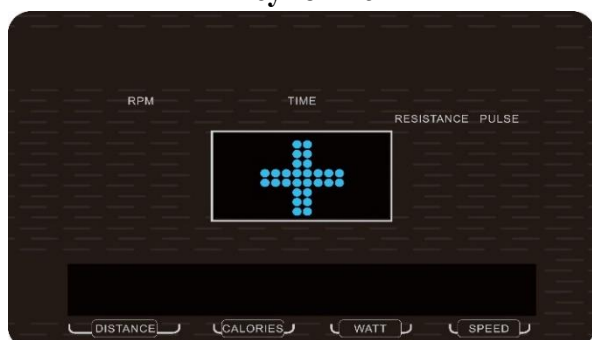 RPM
TIME
RESISTANCE PULSE
DISTANCE
CALORIES
WATT
SPEED